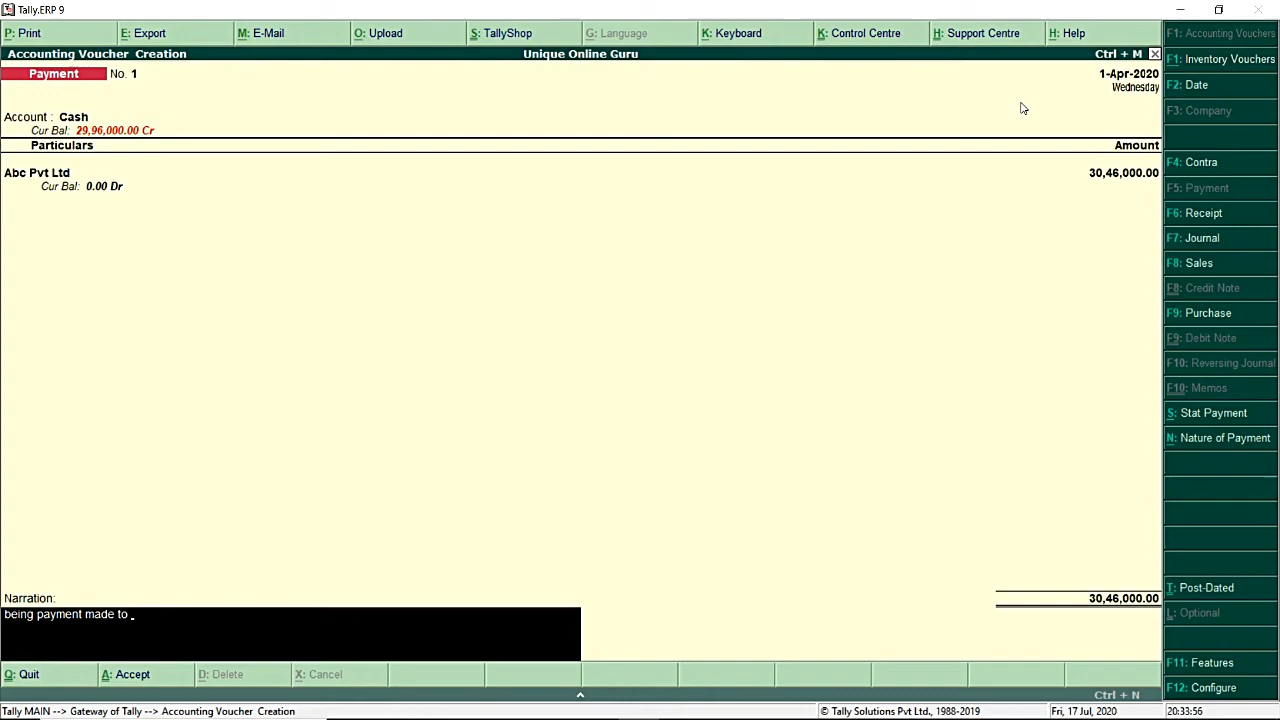 Tally.ERP 9
P: Print E: Export M: E-Mail O: Upload S: TallyShop G: Language K: Keyboard K: Control Centre H: Support Centre H: Help
Accounting Voucher Creation Unique Online Guru Ctrl + M
Payment No. 1 1-Apr-2020
Wednesday
Account : Cash
Cur Bal: 29,96,000.00 Cr
Particulars Amount
Abc Pvt Ltd 30,46,000.00
Cur Bal: 0.00 Dr
Narration: 30,46,000.00
being payment made to
Q: Quit A: Accept D: Delete X: Cancel
Ctrl + N
Tally MAIN --> Gateway of Tally --> Accounting Voucher Creation © Tally Solutions Pvt Ltd., 1988-2019 Fri, 17 Jul, 2020 20:33:56
F1: Accounting Vouchers
F1: Inventory Vouchers
F2: Date
F3: Company
F4: Contra
F5: Payment
F6: Receipt
F7: Journal
F8: Sales
F8: Credit Note
F9: Purchase
F9: Debit Note
F10: Reversing Journal
F10: Memos
S: Stat Payment
N: Nature of Payment
T: Post-Dated
L: Optional
F11: Features
F12: Configure